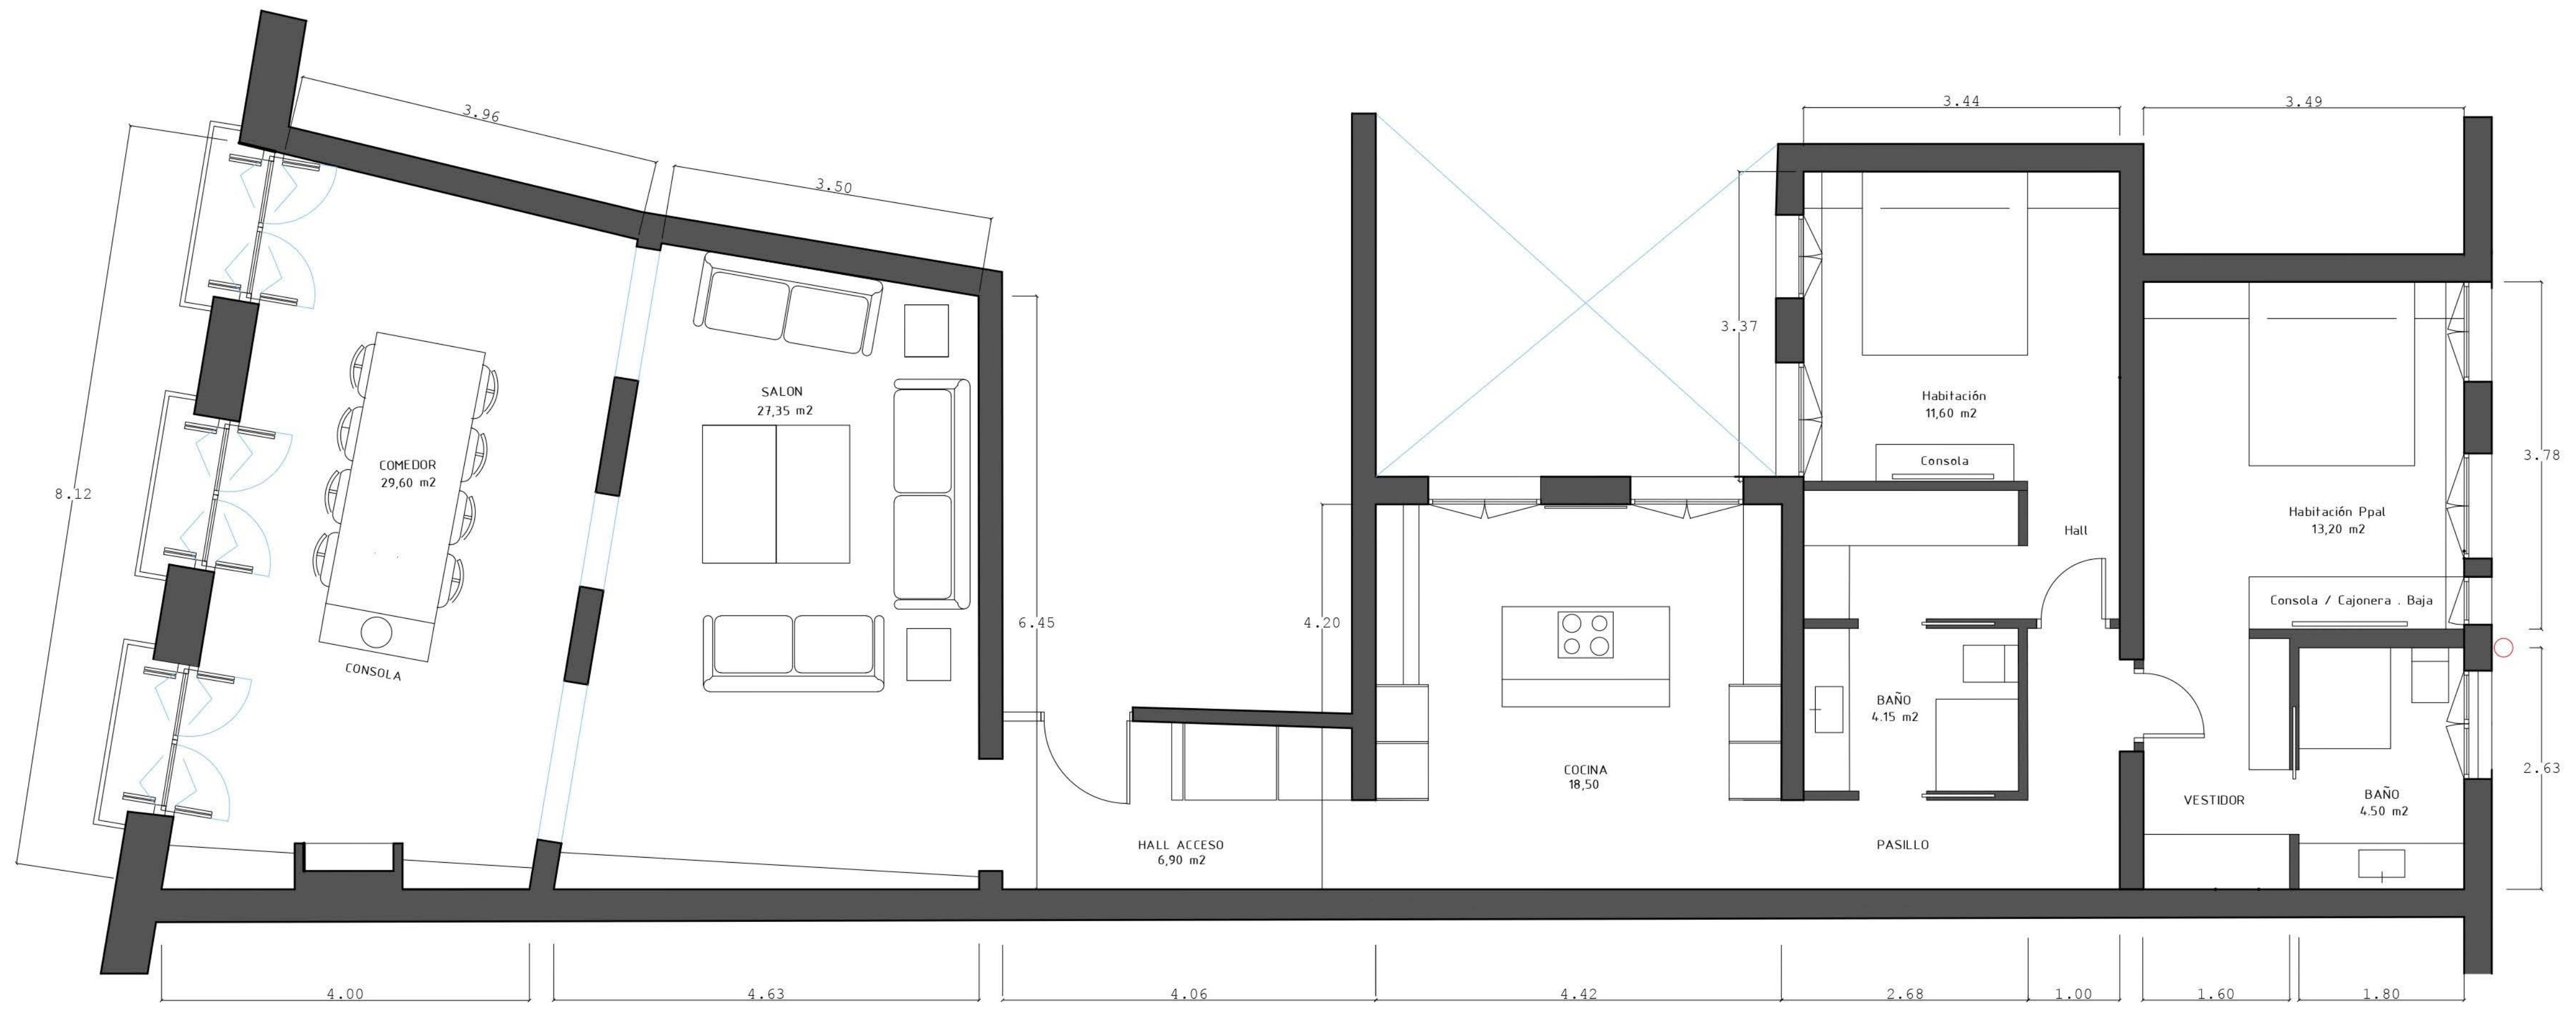 3.96
3.50
3.44
3.49
8.12
COMEDOR
29,60 m2
CONSOLA
SALON
27,35 m2
6.45
4.20
3.37
HALL ACCESO
6,90 m2
COCINA
18,50
Habitación
11,60 m2
Consola
Hall
BAÑO
4.15 m2
PASILLO
Habitación Ppal
13,20 m2
Consola / Cajonera . Baja
VESTIDOR
BAÑO
4.50 m2
3.78
2.63
4.00
4.63
4.06
4.42
2.68
1.00
1.60
1.80